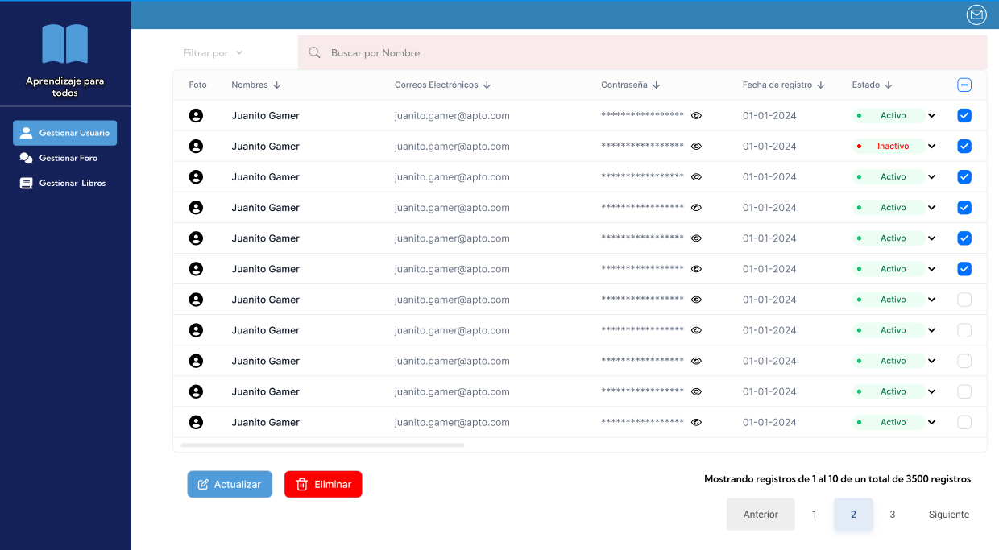 Aprendizaje para
todos
Gestionar Usuario
Gestionar Foro
Gestionar Libros
Filtrar por
Buscar por Nombre
Foto Nombres Correos Electrónicos Contraseña Fecha de registro Estado
Juanito Gamer juanito.gamer@apto.com ***************** 01-01-2024 Activo
Juanito Gamer juanito.gamer@apto.com ***************** 01-01-2024 Inactivo
Juanito Gamer juanito.gamer@apto.com ***************** 01-01-2024 Activo
Juanito Gamer juanito.gamer@apto.com ***************** 01-01-2024 Activo
Juanito Gamer juanito.gamer@apto.com ***************** 01-01-2024 Activo
Juanito Gamer juanito.gamer@apto.com ***************** 01-01-2024 Activo
Juanito Gamer juanito.gamer@apto.com ***************** 01-01-2024 Activo
Juanito Gamer juanito.gamer@apto.com ***************** 01-01-2024 Activo
Juanito Gamer juanito.gamer@apto.com ***************** 01-01-2024 Activo
Juanito Gamer juanito.gamer@apto.com ***************** 01-01-2024 Activo
Juanito Gamer juanito.gamer@apto.com ***************** 01-01-2024 Activo
Actualizar Eliminar
Mostrando registros de 1 al 10 de un total de 3500 registros
Anterior 1 2 3 Siguiente